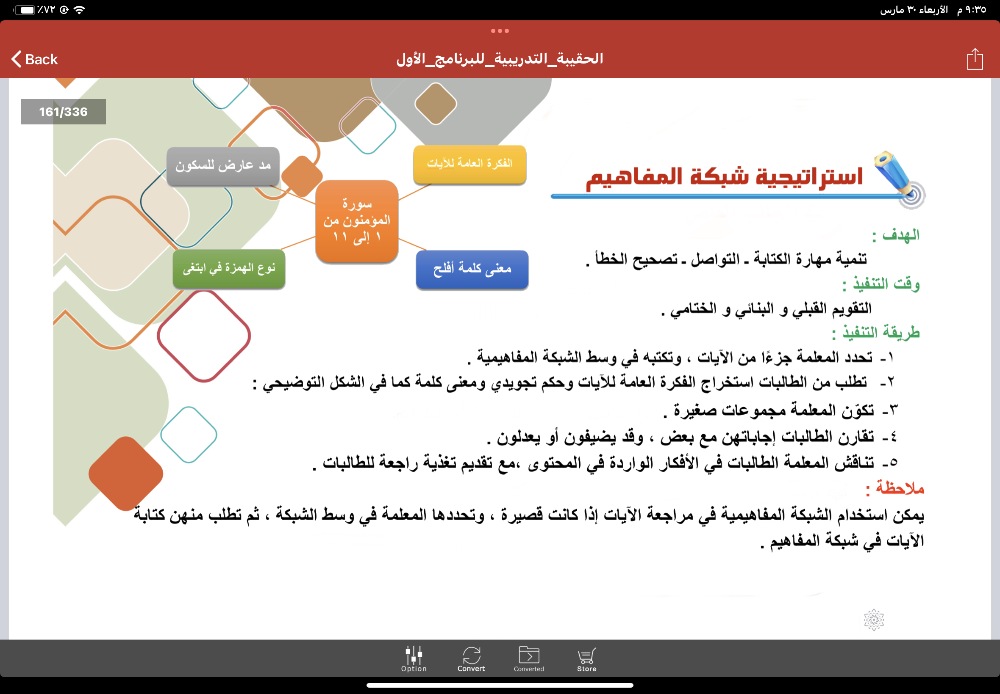 ٩:٣٥ م الأربعاء ٣٠ مارس
٪٧٢
Back
الحقيبة_التدريبية_للبرنامج_الأول
161/336
استراتيجية شبكة المفاهيم
الفكرة العامة للآيات
مد عارض للسكون
سورة
المؤمنون من
١ إلى ١١
معنى كلمة أفلح
نوع الهمزة في ابتغى
الهدف :
تنمية مهارة الكتابة ـ التواصل ـ تصحيح الخطأ .
وقت التنفيذ :
التقويم القبلي و البنائي و الختامي .
طريقة التنفيذ :
١- تحدد المعلمة جزءًا من الآيات ، وتكتبه في وسط الشبكة المفاهيمية .
٢- تطلب من الطالبات استخراج الفكرة العامة للآيات وحكم تجويدي ومعنى كلمة كما في الشكل التوضيحي :
٣- تكوّن المعلمة مجموعات صغيرة .
٤- تقارن الطالبات إجاباتهن مع بعض ، وقد يضيفون أو يعدلون .
٥- تناقش المعلمة الطالبات في الأفكار الواردة في المحتوى ،مع تقديم تغذية راجعة للطالبات .
ملاحظة :
يمكن استخدام الشبكة المفاهيمية في مراجعة الآيات إذا كانت قصيرة ، وتحددها المعلمة في وسط الشبكة ، ثم تطلب منهن كتابة
الآيات في شبكة المفاهيم .
Option
Convert
Converted
Store